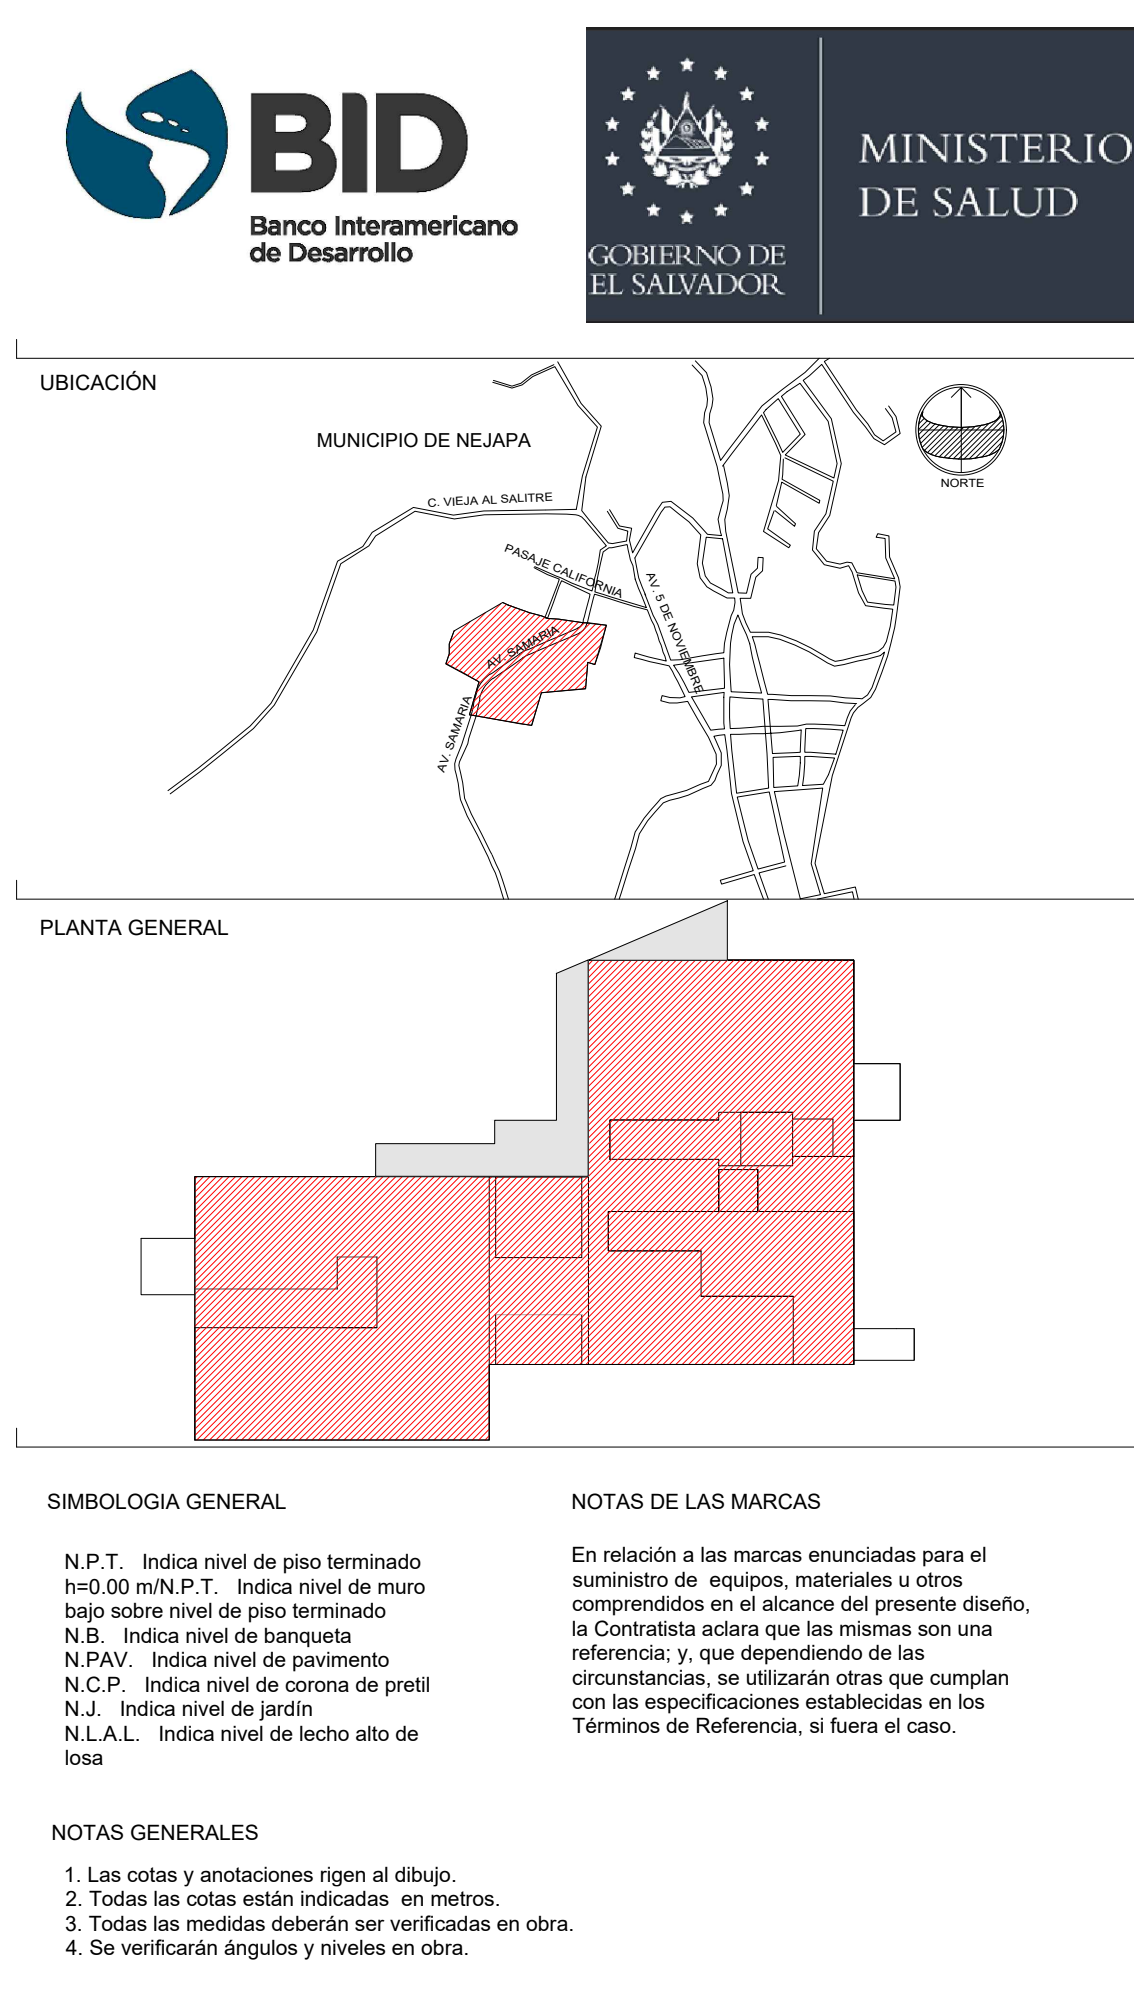 BID
Banco Interamericano
de Desarrollo
GOBIERNO DE
EL SALVADOR
MINISTERIO
DE SALUD
UBICACIÓN
MUNICIPIO DE NEJAPA
NORTE
C. VIEJA AL SALITRE
PASAJE CALIFORNIA
AV. 5 DE NOVIEMBRE
AV. SAMARIA
AV. SAMARIA
PLANTA GENERAL
SIMBOLOGIA GENERAL
N.P.T. Indica nivel de piso terminado
h=0.00 m/N.P.T. Indica nivel de muro
bajo sobre nivel de piso terminado
N.B. Indica nivel de banqueta
N.PAV. Indica nivel de pavimento
N.C.P. Indica nivel de corona de pretil
N.J. Indica nivel de jardín
N.L.A.L. Indica nivel de lecho alto de
losa
NOTAS DE LAS MARCAS
En relación a las marcas enunciadas para el
suministro de equipos, materiales u otros
comprendidos en el alcance del presente diseño,
la Contratista aclara que las mismas son una
referencia; y, que dependiendo de las
circunstancias, se utilizarán otras que cumplan
con las especificaciones establecidas en los
Términos de Referencia, si fuera el caso.
NOTAS GENERALES
1. Las cotas y anotaciones rigen al dibujo.
2. Todas las cotas están indicadas en metros.
3. Todas las medidas deberán ser verificadas en obra.
4. Se verificarán ángulos y niveles en obra.